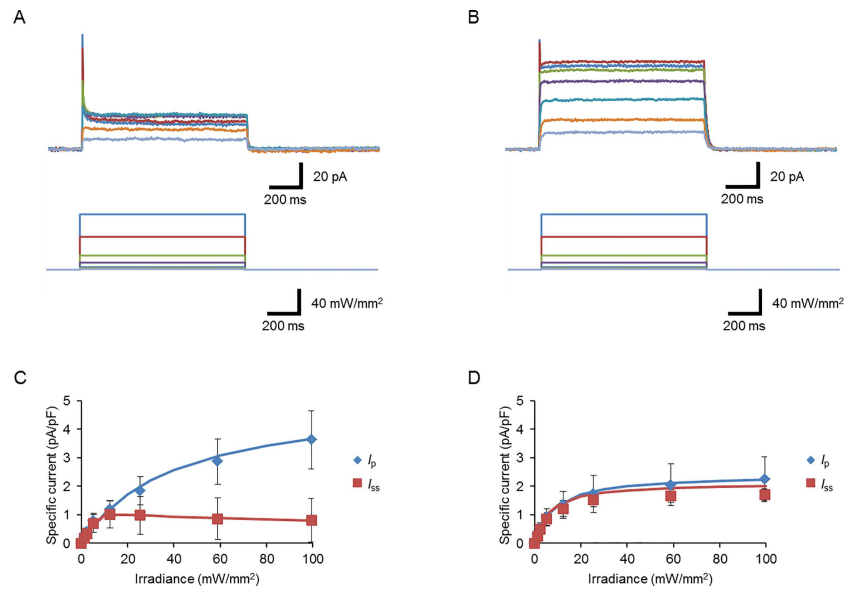 A
B
20 pA
200 ms
20 pA
200 ms
40 mW/mm²
200 ms
40 mW/mm²
200 ms
C
Specific current (pA/pF)
5
4
3
2
1
0
0 20 40 60 80 100
Irradiance (mW/mm²)
Ip
Iss
D
Specific current (pA/pF)
5
4
3
2
1
0
0 20 40 60 80 100
Irradiance (mW/mm²)
Ip
Iss